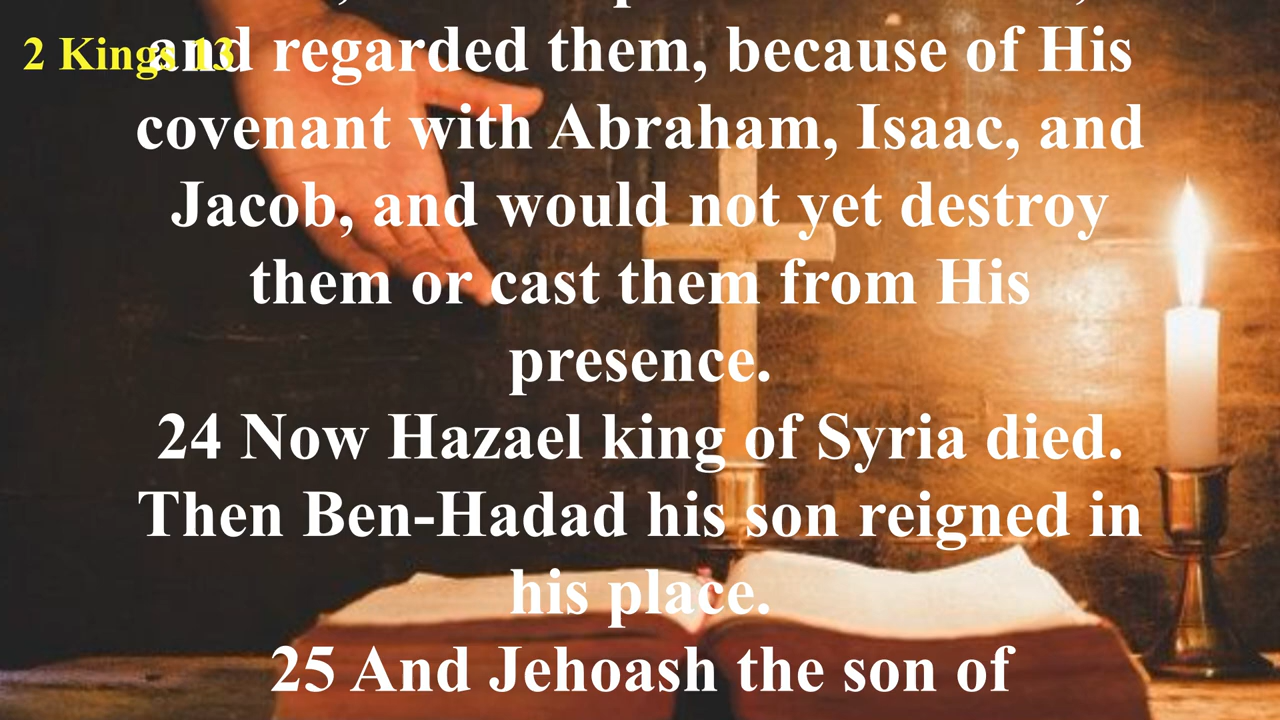 2 Kings 13
and regarded them, because of His
covenant with Abraham, Isaac, and
Jacob, and would not yet destroy
them or cast them from His
presence.
24 Now Hazael king of Syria died.
Then Ben-Hadad his son reigned in
his place.
25 And Jehoash the son of